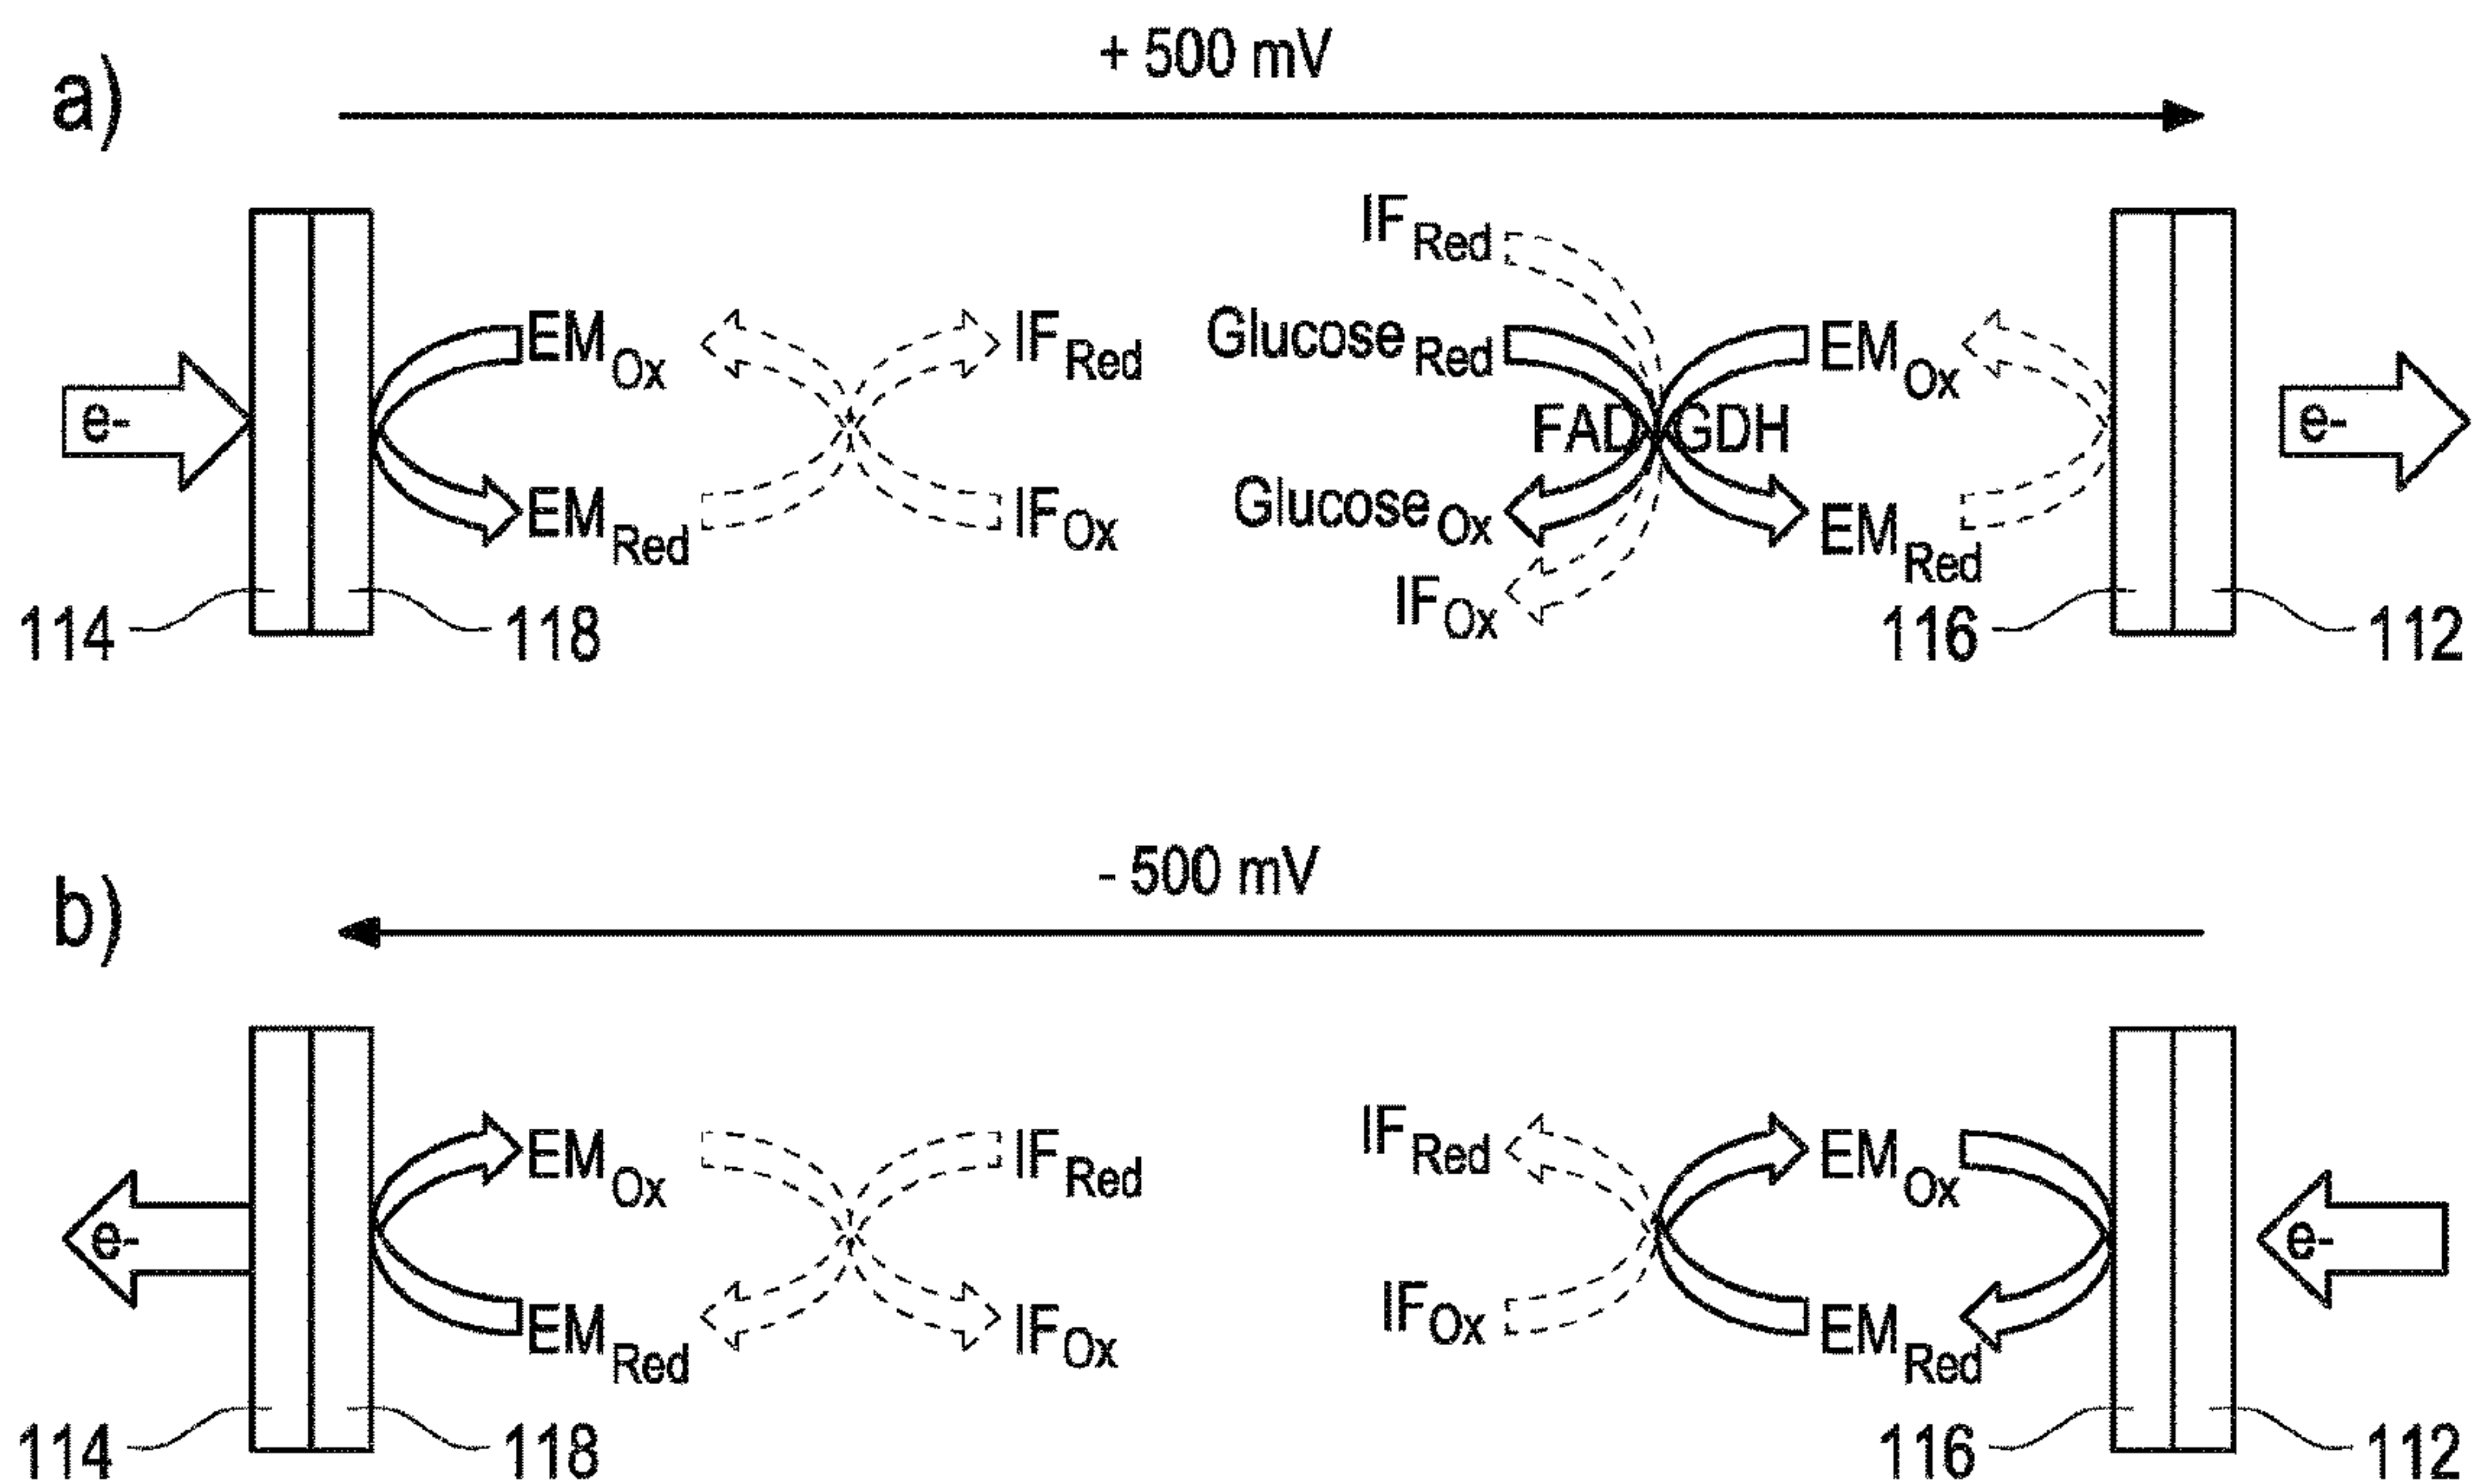 a)
+ 500 mV
e-
EM Ox
EM Red
IF Red
IF Ox
IF Red
Glucose Red
FAD GDH
Glucose Ox
IF Ox
EM Ox
EM Red
e-
114
118
116
112
b)
- 500 mV
e-
EM Ox
EM Red
IF Red
IF Ox
IF Red
IF Ox
EM Ox
EM Red
e-
114
118
116
112